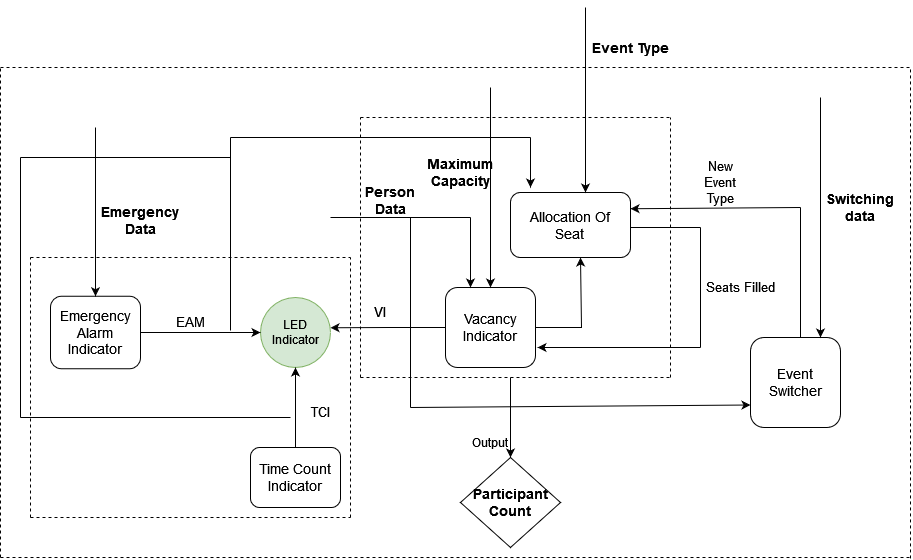 Event Type
Maximum
Capacity
New
Event
Type
Person
Data
Switching
data
Emergency
Data
Allocation Of
Seat
Seats Filled
Emergency
Alarm
Indicator
EAM
LED
Indicator
VI
Vacancy
Indicator
Event
Switcher
TCI
Output
Time Count
Indicator
Participant
Count